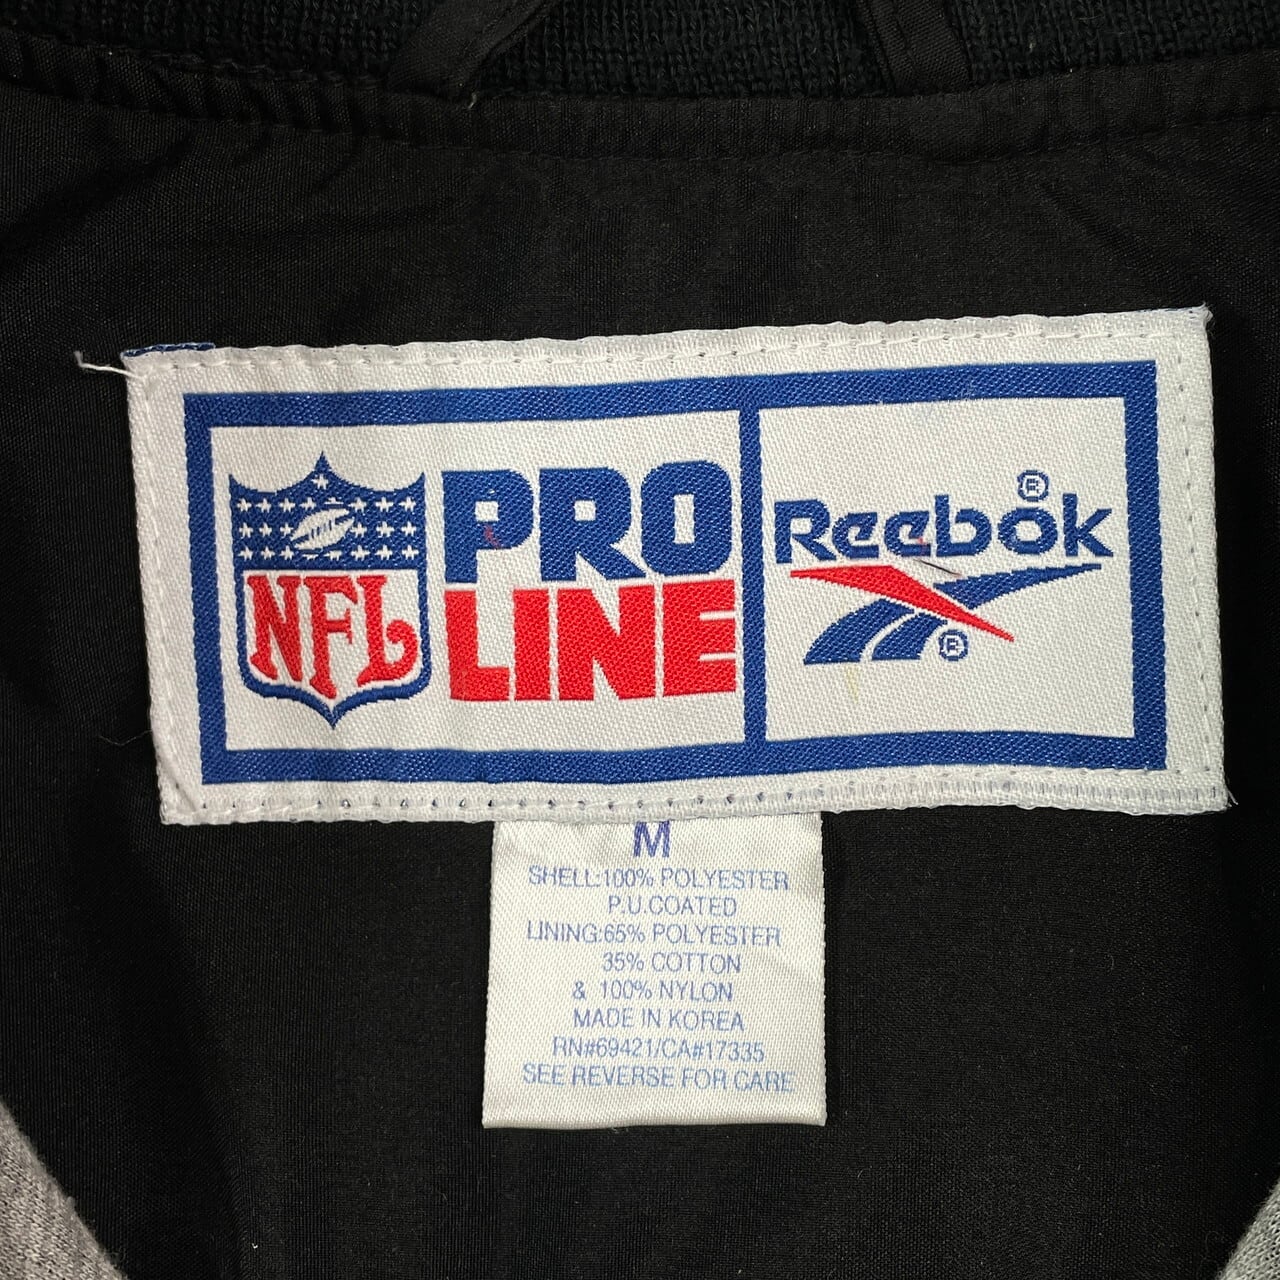 NFL
PRO
LINE
Reebok®
®
M
SHELL:100% POLYESTER
P.U.COATED
LINING:65% POLYESTER
35% COTTON
& 100% NYLON
MADE IN KOREA
RN#69421/CA#17335
SEE REVERSE FOR CARE